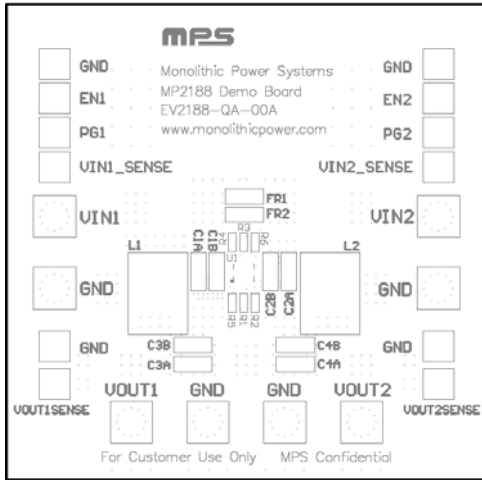 mps
GND
Monolithic Power Systems
GND
EN1
MP2188 Demo Board
EN2
EV2188-QA-00A
PG1
www.monolithicpower.com
PG2
VIN1_SENSE
VIN2_SENSE
FR1
VIN1
FR2
VIN2
R3
R4
R6
L1
C1A
C1B
U1
L2
GND
C2B
C2A
GND
R5
R1
R2
GND
C3B
C4B
GND
C3A
C4A
VOUT1
GND
GND
VOUT2
VOUT1SENSE
VOUT2SENSE
For Customer Use Only
MPS Confidential